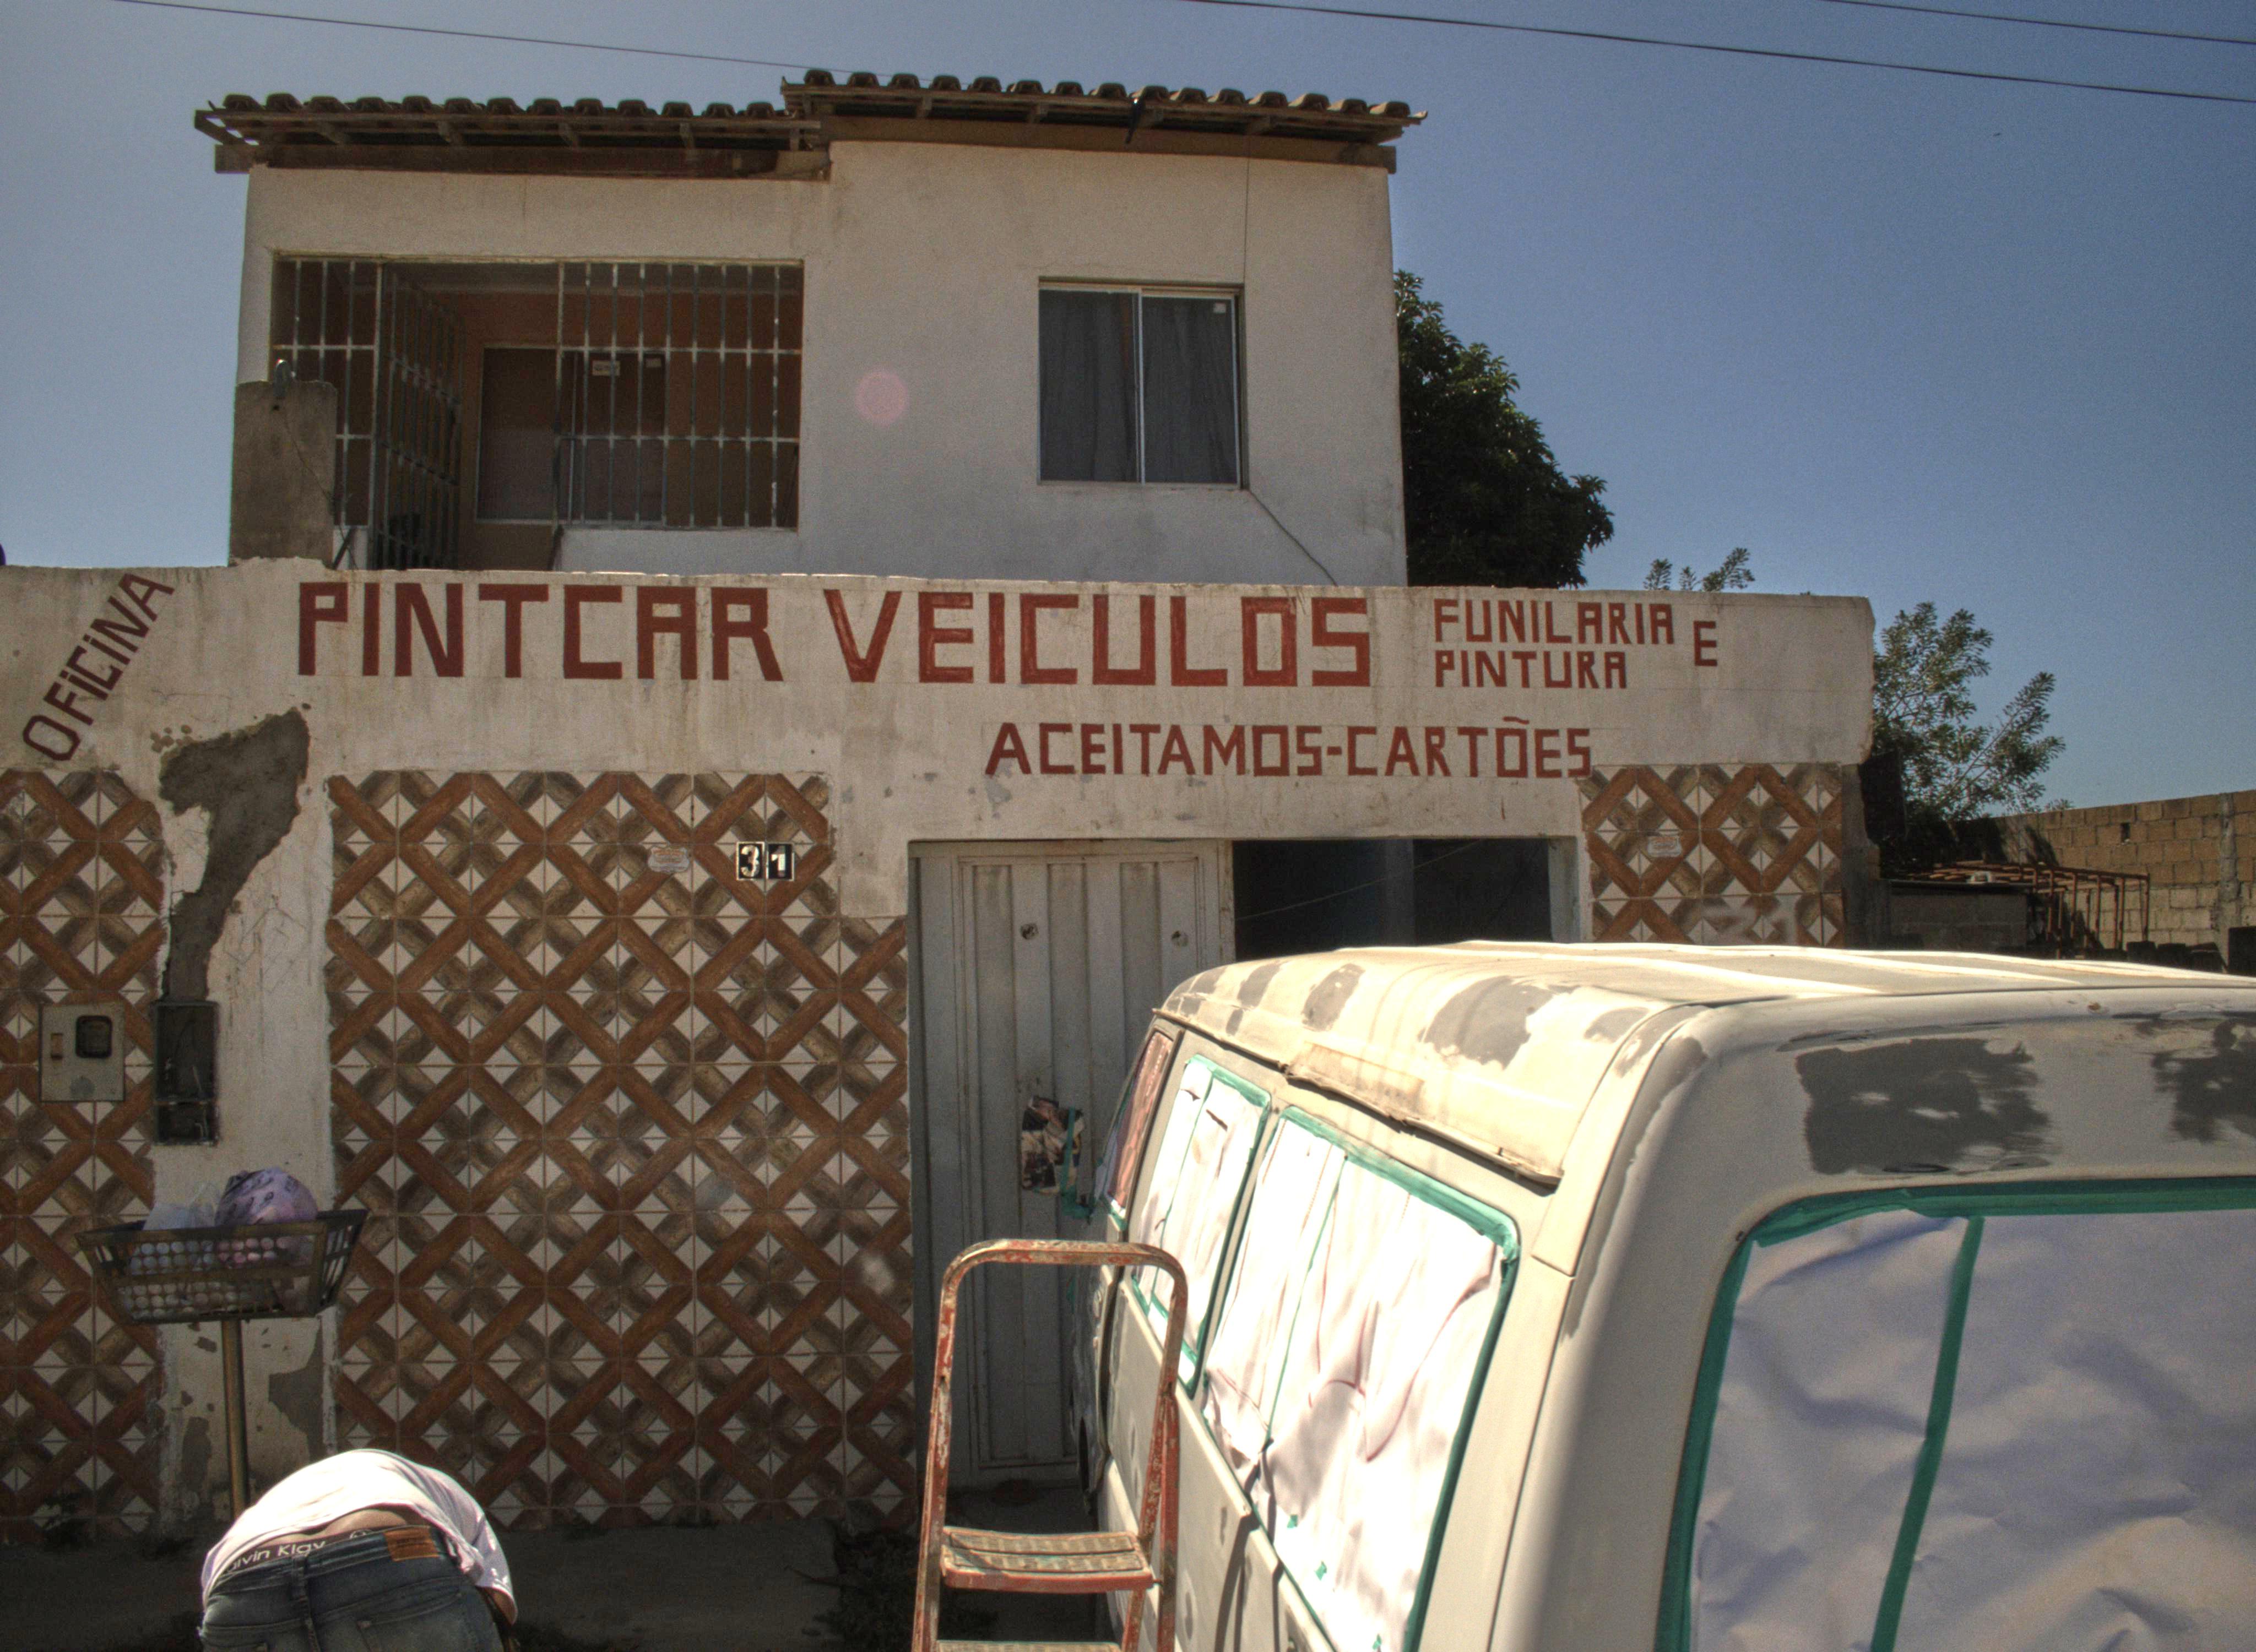 OFICINA
PINTCAR VEICULOS
FUNILARIA E
PINTURA
ACEITAMOS-CARTÕES
31